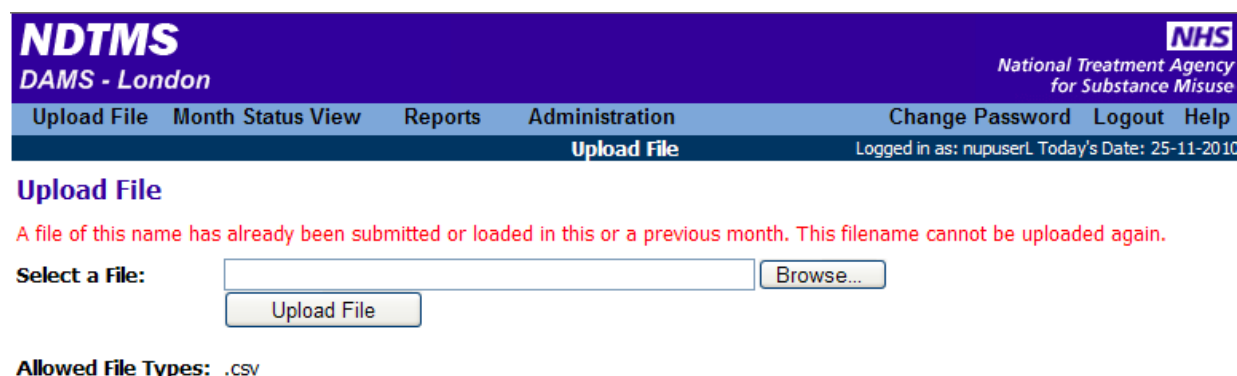 NDTMS
DAMS - London
NHS
National Treatment Agency
for Substance Misuse
Upload File Month Status View Reports Administration Change Password Logout Help
Upload File Logged in as: nupuserL Today's Date: 25-11-2010
Upload File
A file of this name has already been submitted or loaded in this or a previous month. This filename cannot be uploaded again.
Select a File: Browse...
Upload File
Allowed File Types: .csv